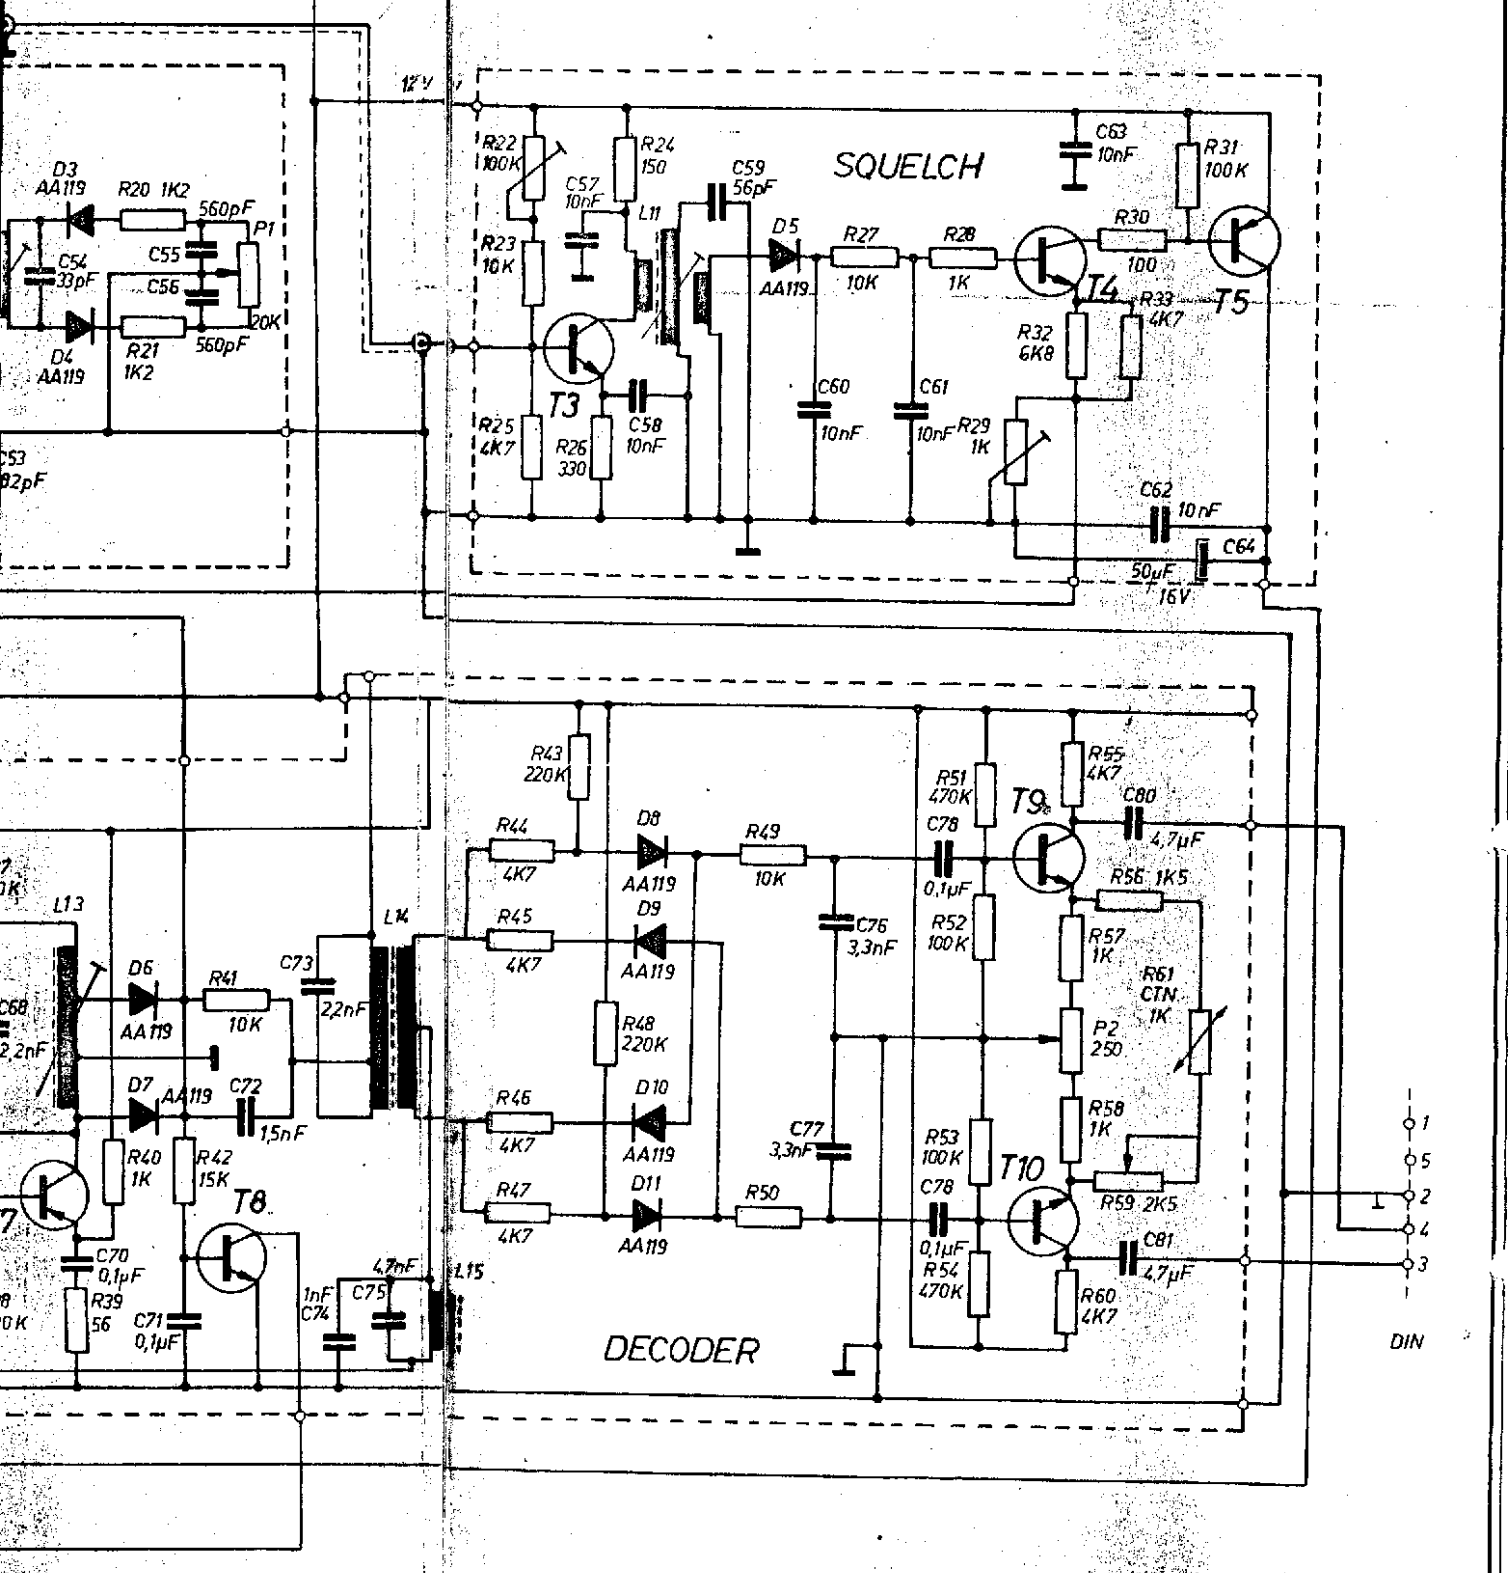 12V
SQUELCH
R22
100K
R24
150
C57
10nF
L11
C59
56pF
C63
10nF
R31
100K
D3
AA119
R20 1K2
560pF
P1
C55
C54
33pF
C56
20K
D4
AA119
R21
1K2
560pF
R23
10K
D5
AA119
R27
10K
R28
1K
R30
100
T4
T5
R33
4K7
R32
6K8
T3
C58
10nF
C60
10nF
C61
10nF
R29
1K
R25
4K7
R26
330
C53
82pF
C62
10nF
C64
50µF
16V
R43
220K
R44
4K7
D8
AA119
R49
10K
R51
470K
C78
0,1µF
T9
R55
4K7
C80
4,7µF
R56 1K5
L13
L14
R45
4K7
D9
AA119
C76
3,3nF
R52
100K
R57
1K
R61
CTN
1K
D6
AA119
R41
10K
C73
2,2nF
C68
2,2nF
R48
220K
P2
250
D7
AA119
C72
1,5nF
R46
4K7
D10
AA119
C77
3,3nF
R53
100K
R58
1K
R40
1K
R42
15K
T8
R47
4K7
D11
AA119
R50
C78
0,1µF
T10
R59 2K5
C81
4,7µF
7
C70
0,1µF
R39
56
C71
0,1µF
1nF
C74
4,7nF
C75
L15
R54
470K
R60
4K7
DECODER
1
5
2
4
3
DIN